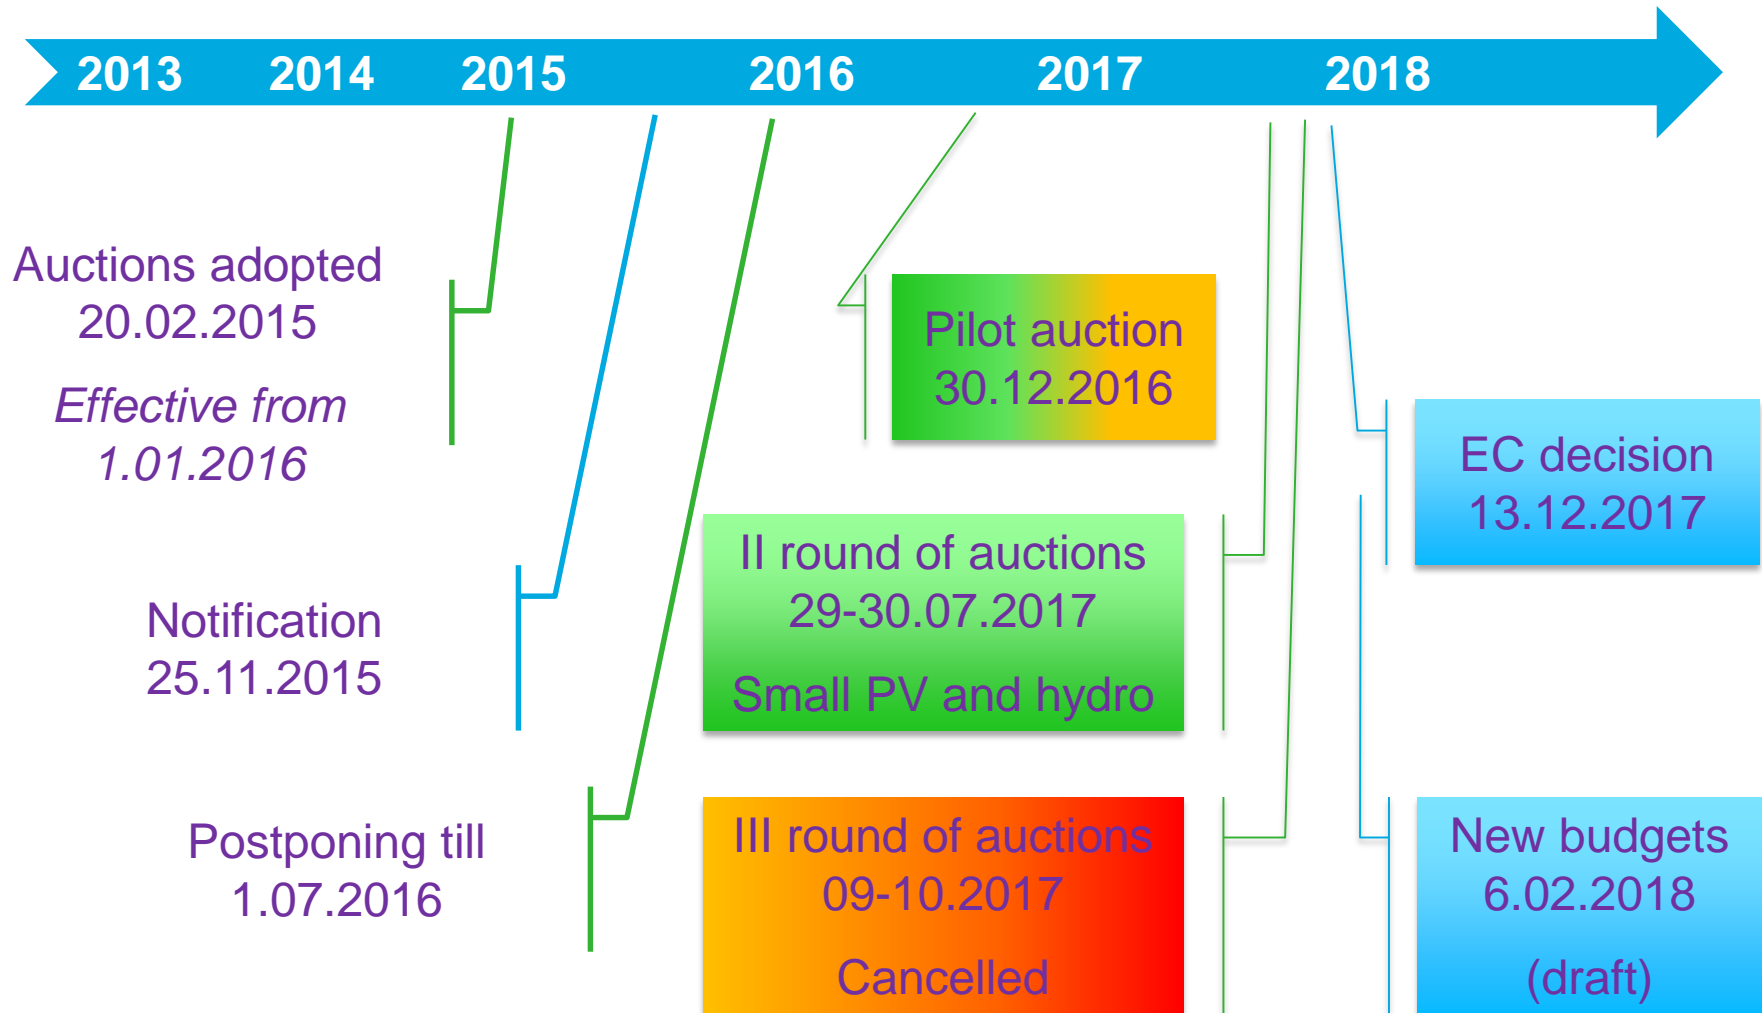 2013 2014 2015 2016 2017 2018
Auctions adopted
20.02.2015
Effective from
1.01.2016
Notification
25.11.2015
Postponing till
1.07.2016
Pilot auction
30.12.2016
II round of auctions
29-30.07.2017
Small PV and hydro
III round of auctions
09-10.2017
Cancelled
EC decision
13.12.2017
New budgets
6.02.2018
(draft)